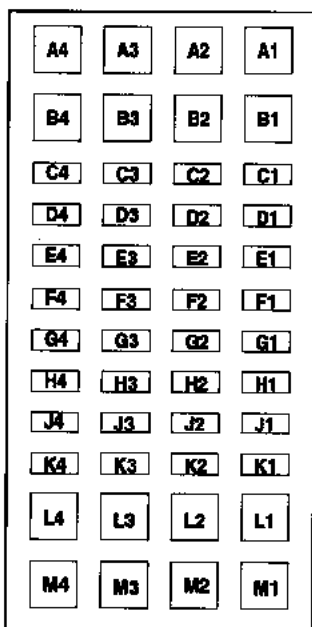 A4 A3 A2 A1
B4 B3 B2 B1
C4 C3 C2 C1
D4 D3 D2 D1
E4 E3 E2 E1
F4 F3 F2 F1
G4 G3 G2 G1
H4 H3 H2 H1
J4 J3 J2 J1
K4 K3 K2 K1
L4 L3 L2 L1
M4 M3 M2 M1